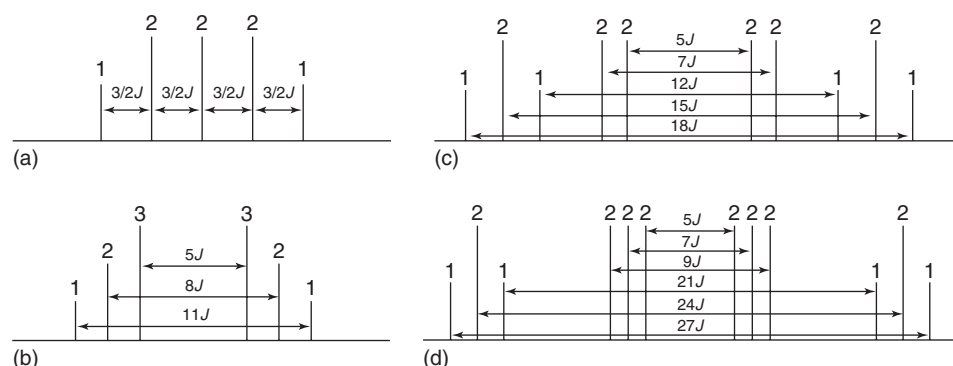 2 2 2
1 1
3/2J 3/2J 3/2J 3/2J
(a)
3 3
2 5J 2
8J
1 1
11J
(b)
2 2 2 2 2 2
5J
7J
1 1 12J 1 1
15J
18J
(c)
2 2 2 2 2 2 2 2
5J
7J
9J
1 1 21J 1 1
24J
27J
(d)